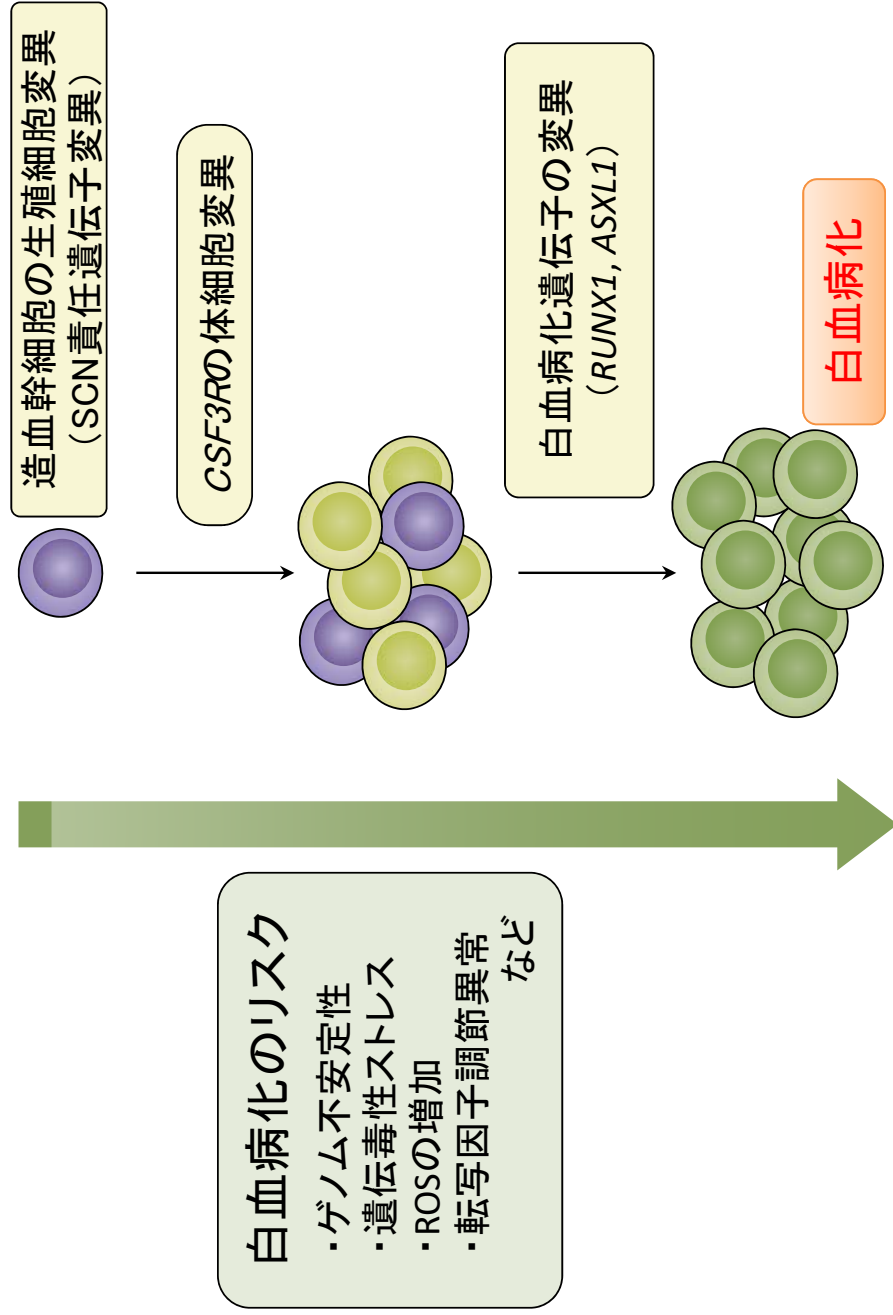 白血病化のリスク
・ゲノム不安定性
・遺伝毒性ストレス
・ROSの増加
・転写因子調節異常
など
造血幹細胞の生殖細胞変異
（SCN責任遺伝子変異）
CSF3Rの体細胞変異
白血病化遺伝子の変異
（RUNX1, ASXL1）
白血病化